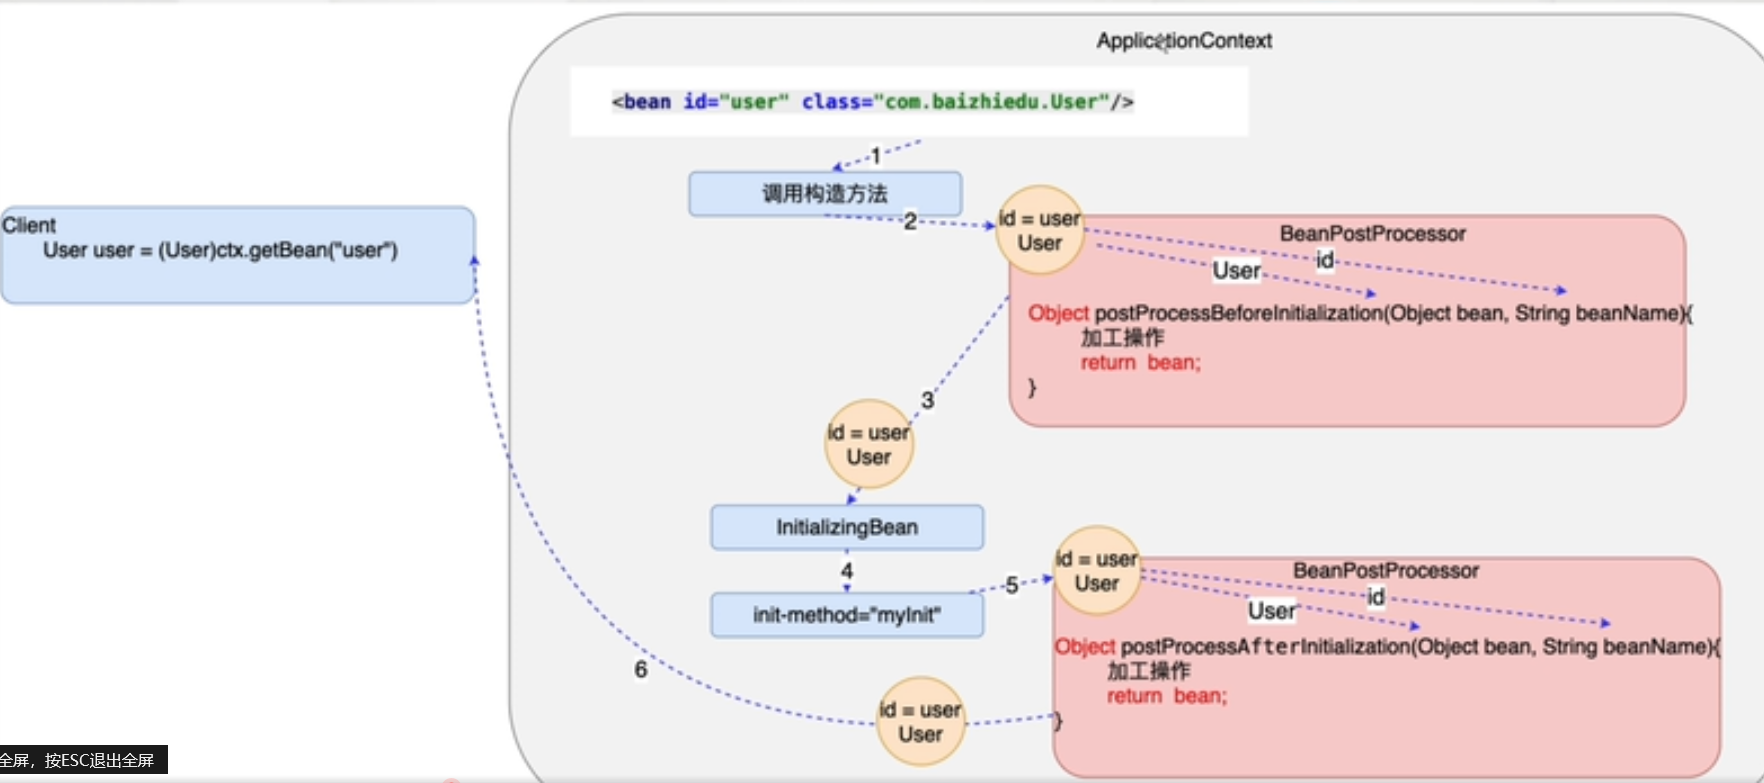 ApplicationContext
<bean id="user" class="com.baizhiedu.User"/>
1
调用构造方法
2
id = user
User
BeanPostProcessor
id
User
Object postProcessBeforeInitialization(Object bean, String beanName){
加工操作
return bean;
}
Client
User user = (User)ctx.getBean("user")
3
id = user
User
InitializingBean
4
init-method="myInit"
5
id = user
User
BeanPostProcessor
id
User
Object postProcessAfterInitialization(Object bean, String beanName){
加工操作
return bean;
}
6
id = user
User
全屏，按ESC退出全屏